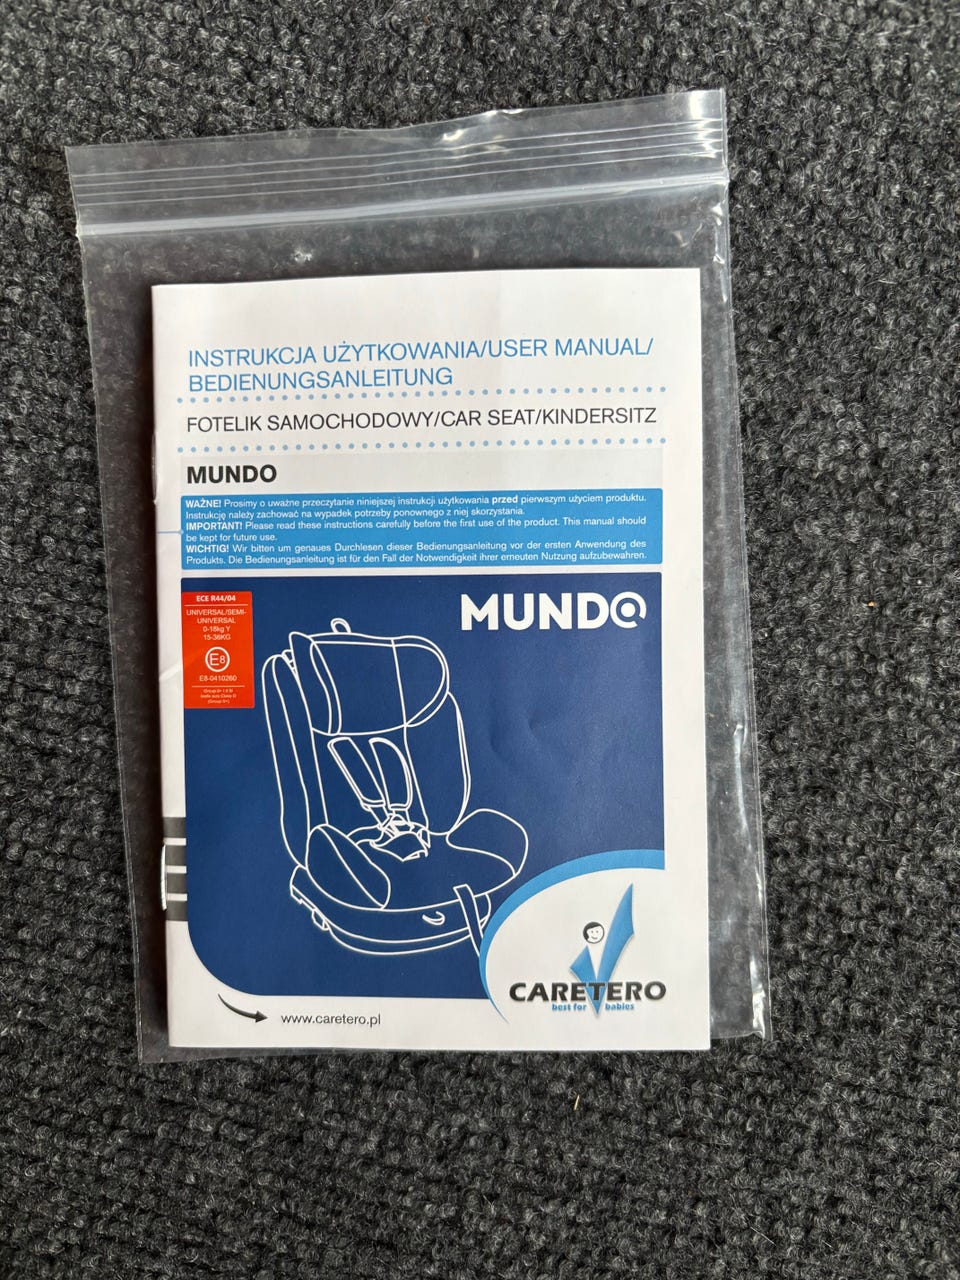 INSTRUKCJA UŻYTKOWANIA/USER MANUAL/
BEDIENUNGSANLEITUNG
FOTELIK SAMOCHODOWY/CAR SEAT/KINDERSITZ
MUNDO
WAŻNE! Prosimy o uważne przeczytanie niniejszej instrukcji użytkowania przed pierwszym użyciem produktu.
Instrukcję należy zachować na wypadek potrzeby ponownego z niej skorzystania.
IMPORTANT! Please read these instructions carefully before the first use of the product. This manual should
be kept for future use.
WICHTIG! Wir bitten um genaues Durchlesen dieser Bedienungsanleitung vor der ersten Anwendung des
Produkts. Die Bedienungsanleitung ist für den Fall der Notwendigkeit ihrer erneuten Nutzung aufzubewahren.
ECE R44/04
UNIVERSAL/SEMI-
UNIVERSAL
0-18kg Y
15-36KG
E8
E8-0410260
MUNDO
CARETERO
best for babies
www.caretero.pl